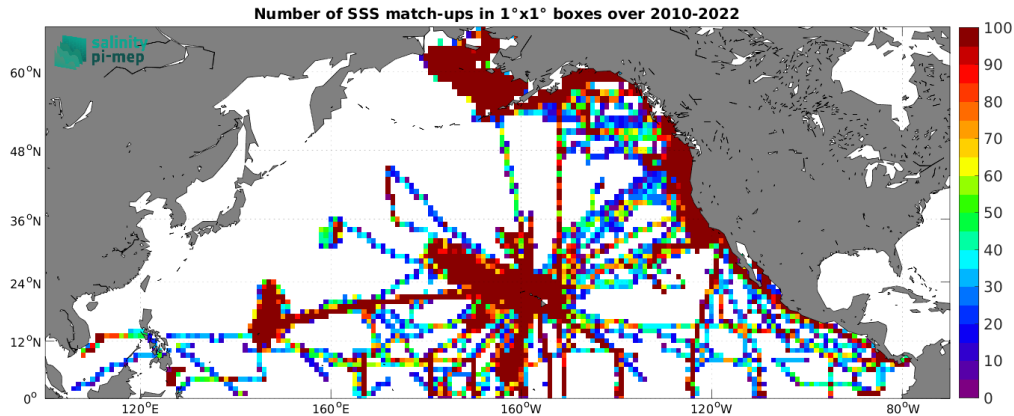 Number of SSS match-ups in 1°x1° boxes over 2010-2022
salinity
pi-mep
60°N
48°N
36°N
24°N
12°N
0°
120°E
160°E
160°W
120°W
80°W
100
90
80
70
60
50
40
30
20
10
0